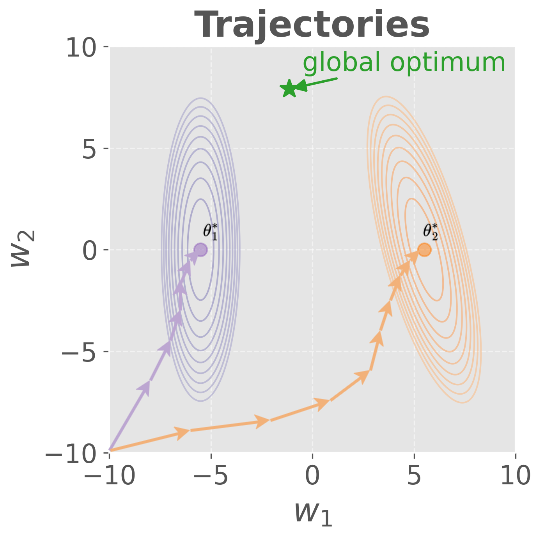 Trajectories
global optimum
10
5
0
−5
−10
w₂
θ₁*
θ₂*
−10
−5
0
5
10
w₁